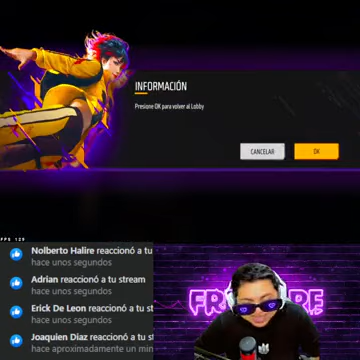 INFORMACIÓN
Presione OK para volver al Lobby
CANCELAR
OK
FPS 129
Nolberto Halire reaccionó a tu
hace unos segundos
Adrian reaccionó a tu stream
hace unos segundos
Erick De Leon reaccionó a tu st
hace unos segundos
Joaquien Diaz reaccionó a tu st
hace aproximadamente un min